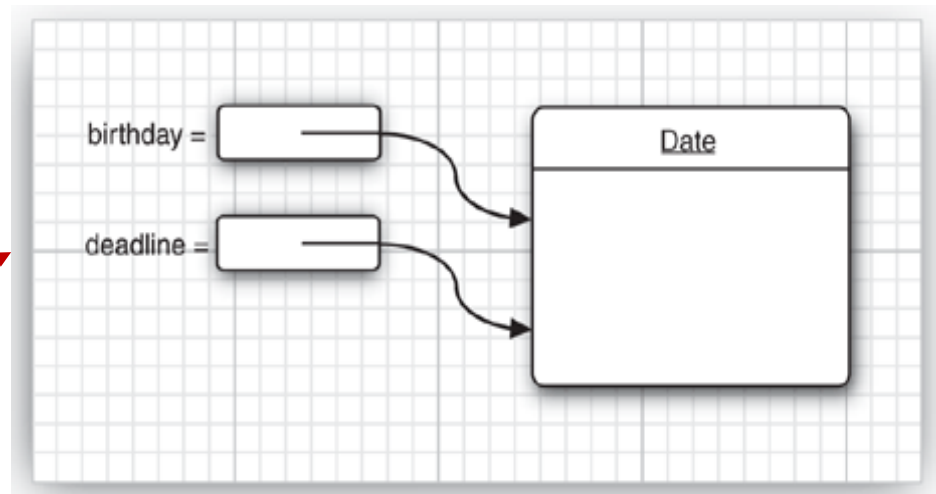 birthday =
Date
deadline =